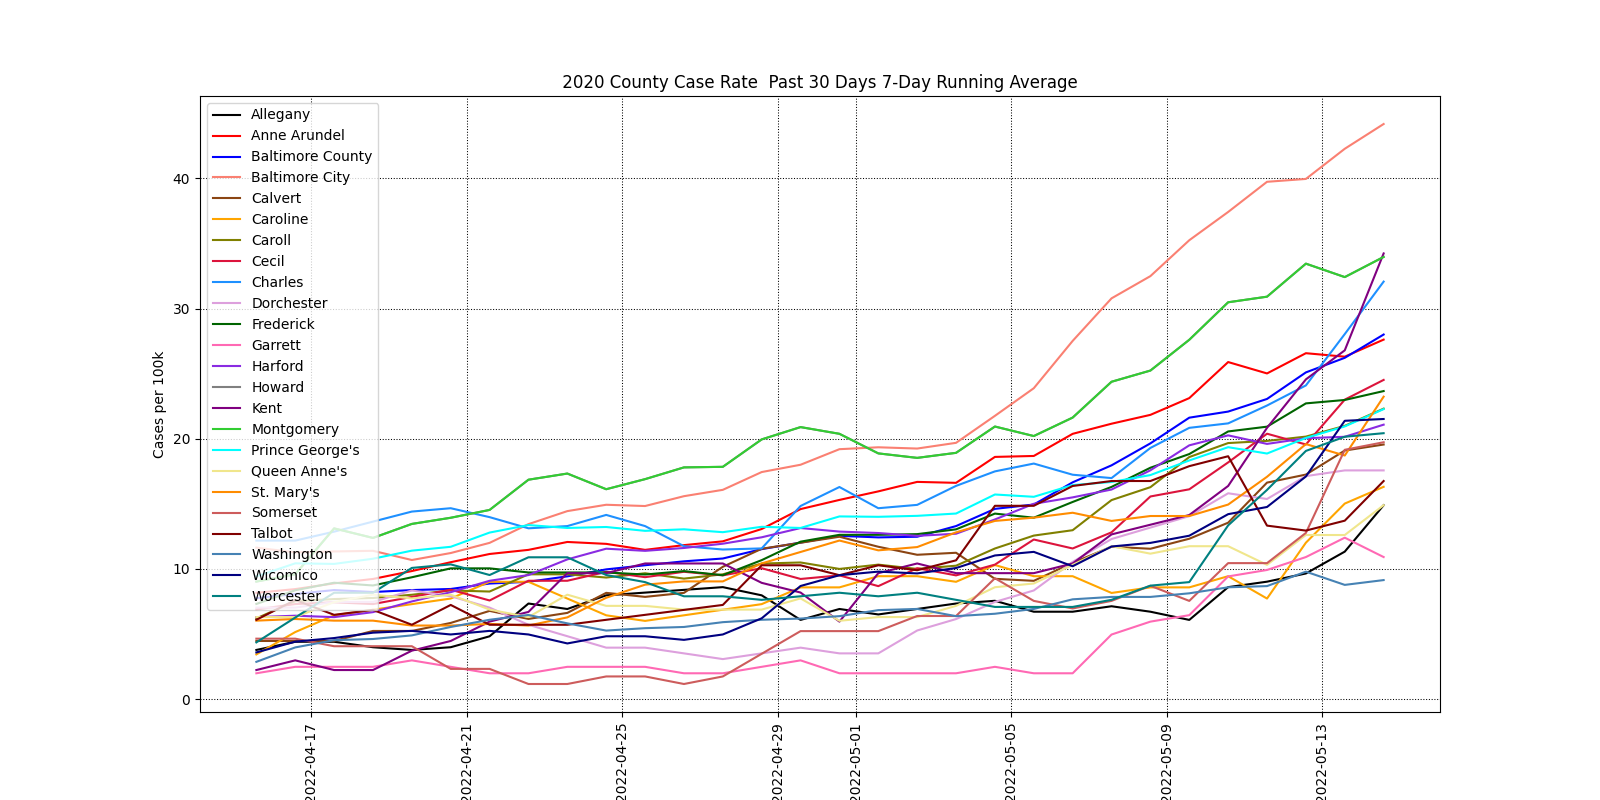 2020 County Case Rate  Past 30 Days 7-Day Running Average
Cases per 100k
40
30
20
10
0
Allegany
Anne Arundel
Baltimore County
Baltimore City
Calvert
Caroline
Caroll
Cecil
Charles
Dorchester
Frederick
Garrett
Harford
Howard
Kent
Montgomery
Prince George's
Queen Anne's
St. Mary's
Somerset
Talbot
Washington
Wicomico
Worcester
2022-04-17
2022-04-21
2022-04-25
2022-04-29
2022-05-01
2022-05-05
2022-05-09
2022-05-13